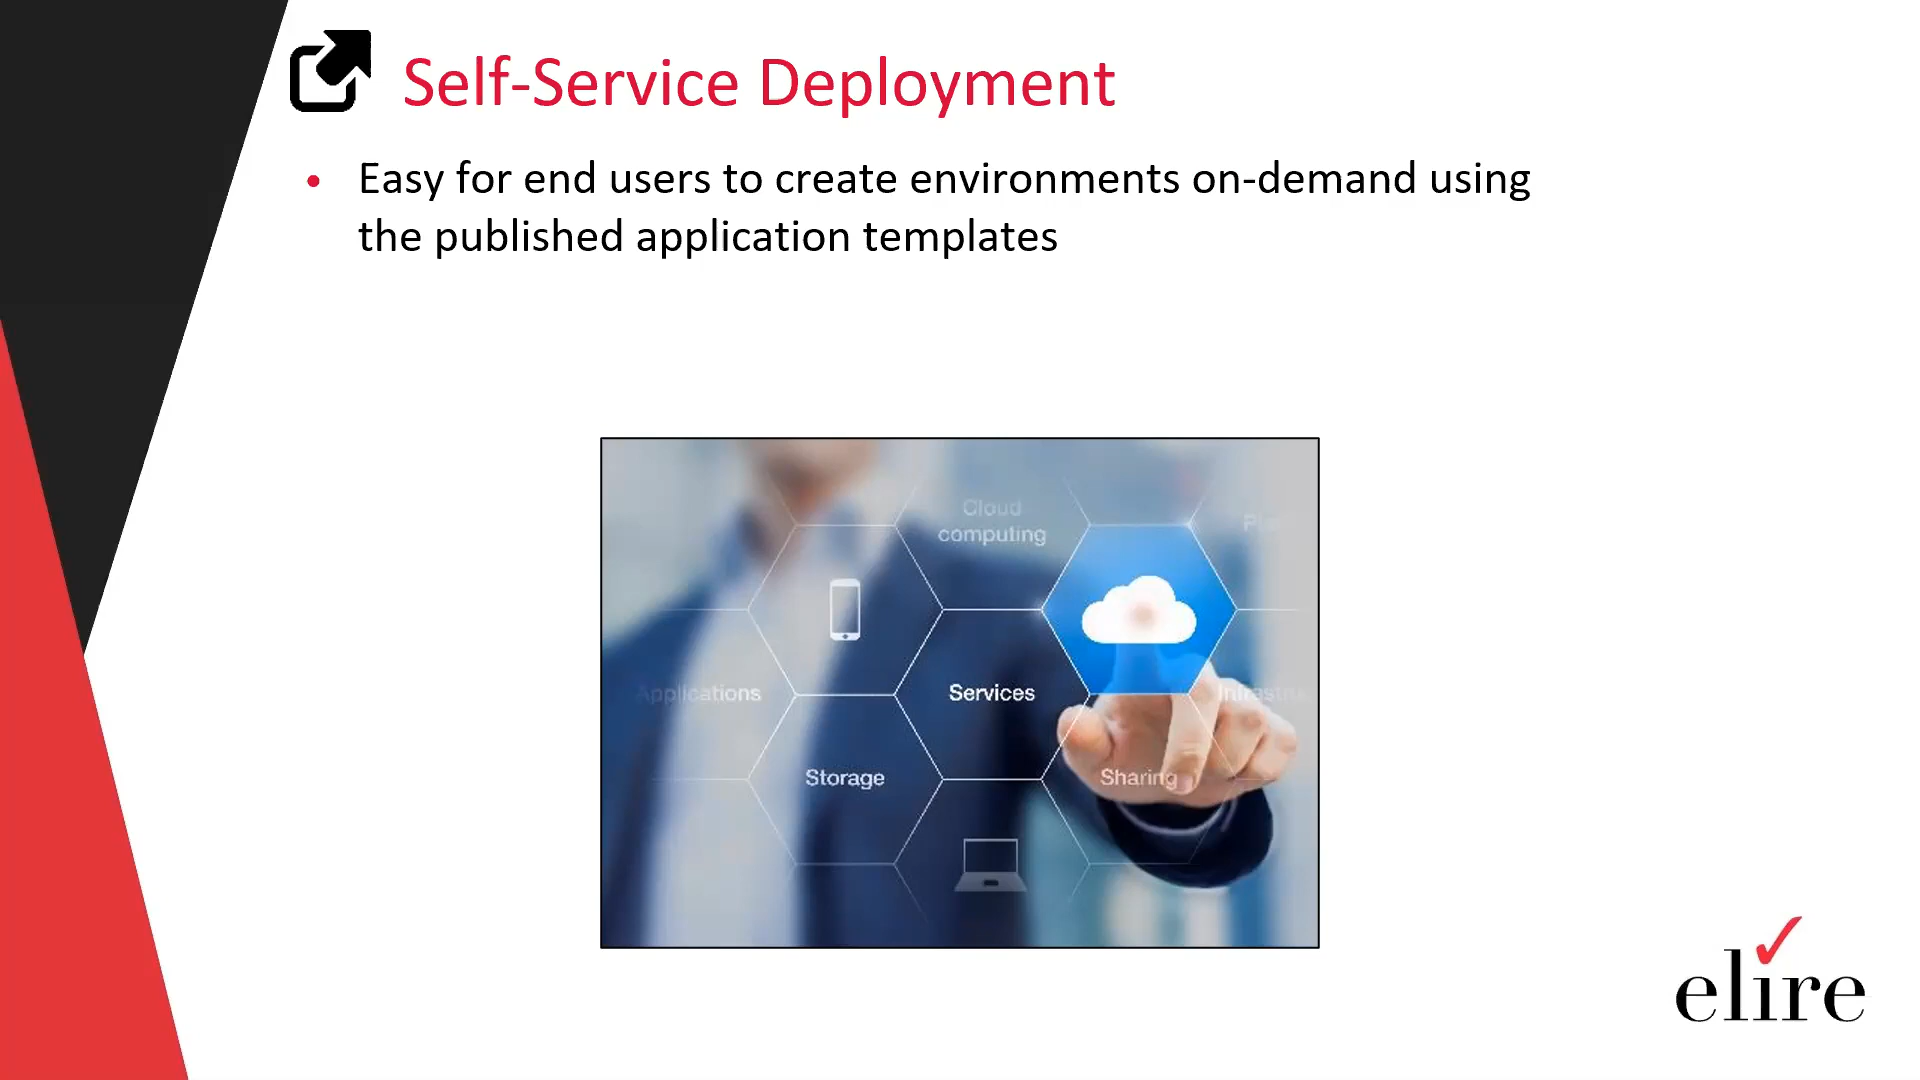 Self-Service Deployment
• Easy for end users to create environments on-demand using
the published application templates
Cloud
computing
Applications
Services
Storage
Sharing
elire